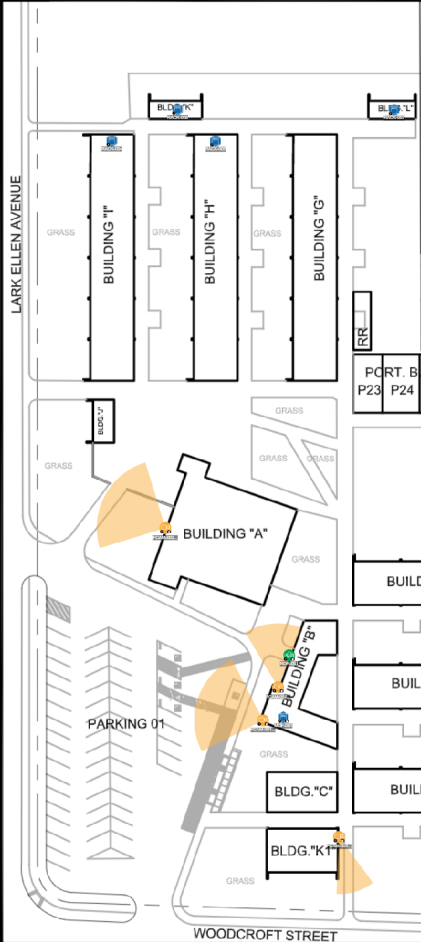 BLDG."K"
BLDG."L"
LARK ELLEN AVENUE
GRASS
BUILDING "I"
GRASS
BUILDING "H"
GRASS
BUILDING "G"
RR
PORT. B
P23 P24
BLDG."J"
GRASS
GRASS
GRASS
GRASS
BUILDING "A"
GRASS
BUILD
BUILDING "B"
BUIL
PARKING 01
GRASS
BLDG."C"
BUILI
BLDG."K1"
GRASS
WOODCROFT STREET